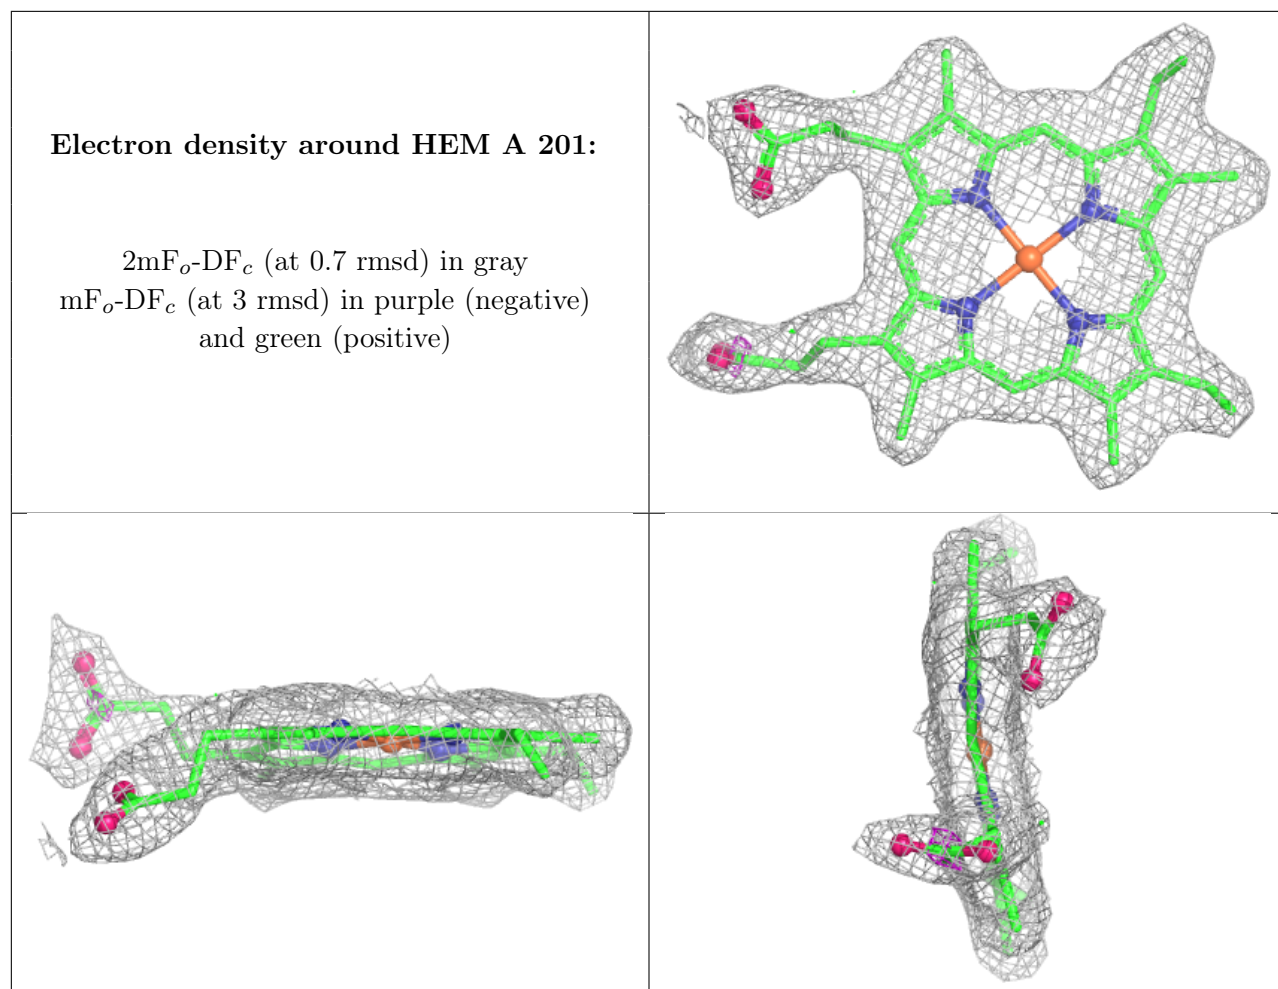 Electron density around HEM A 201:
2mFₒ-DF𝒸 (at 0.7 rmsd) in gray
mFₒ-DF𝒸 (at 3 rmsd) in purple (negative)
and green (positive)